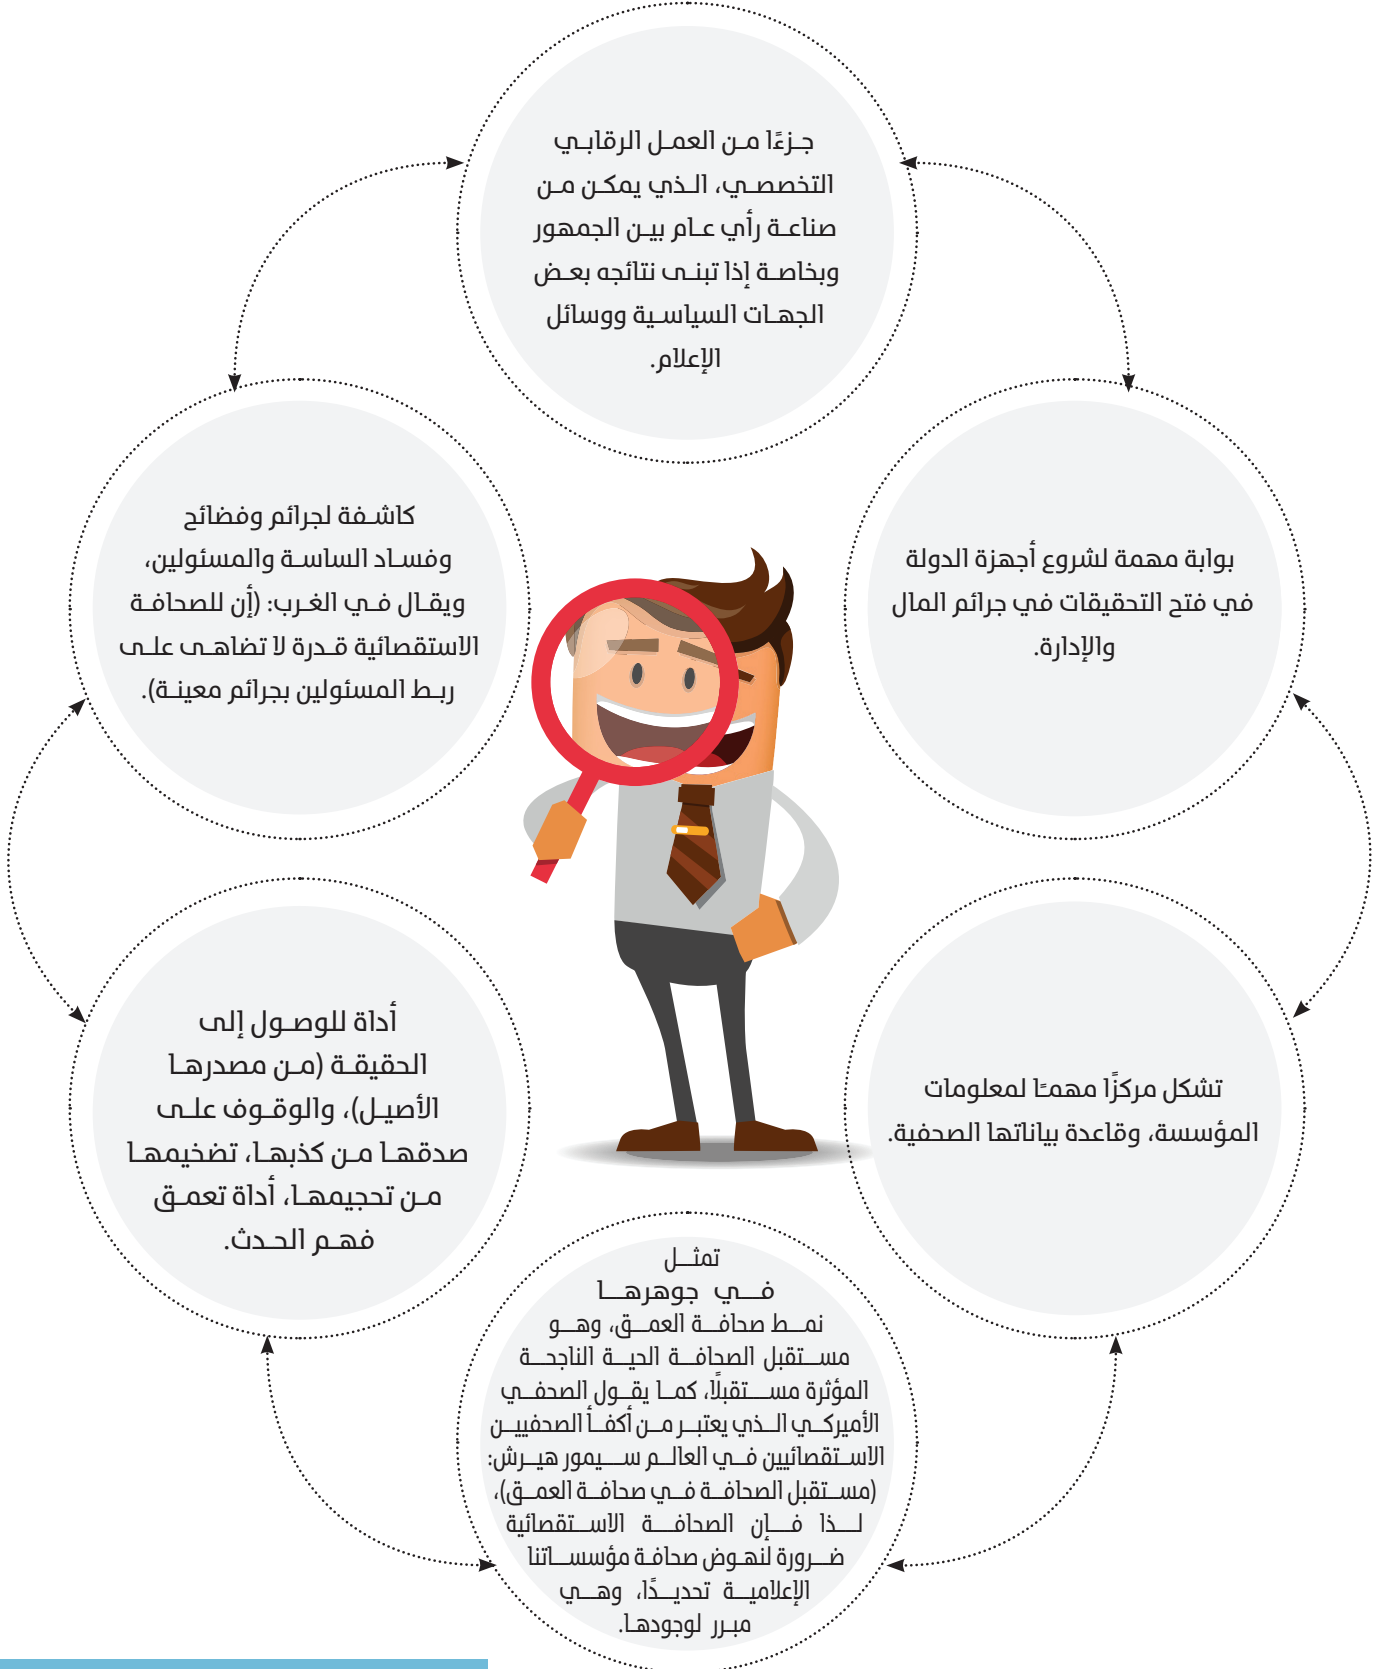 جزءًا من العمل الرقابي
التخصصي، الذي يمكن من
صناعة رأي عام بين الجمهور
وبخاصة إذا تبنى نتائجه بعض
الجهات السياسية ووسائل
الإعلام.
بوابة مهمة لشروع أجهزة الدولة
في فتح التحقيقات في جرائم المال
والإدارة.
تشكل مركزًا مهمًا لمعلومات
المؤسسة، وقاعدة بياناتها الصحفية.
تمثل
في جوهرها
نمط صحافة العمق، وهو
مستقبل الصحافة الحية الناجحة
المؤثرة مستقبلًا، كما يقول الصحفي
الأميركي الذي يعتبر من أكفأ الصحفيين
الاستقصائيين في العالم سيمور هيرش:
(مستقبل الصحافة في صحافة العمق)،
لذا فإن الصحافة الاستقصائية
ضرورة لنهوض صحافة مؤسساتنا
الإعلامية تحديدًا، وهي
مبرر لوجودها.
أداة للوصول إلى
الحقيقة (من مصدرها
الأصيل)، والوقوف على
صدقها من كذبها، تضخيمها
من تحجيمها، أداة تعمق
فهم الحدث.
كاشفة لجرائم وفضائح
وفساد الساسة والمسئولين،
ويقال في الغرب: (أن للصحافة
الاستقصائية قدرة لا تضاهى على
ربط المسئولين بجرائم معينة).